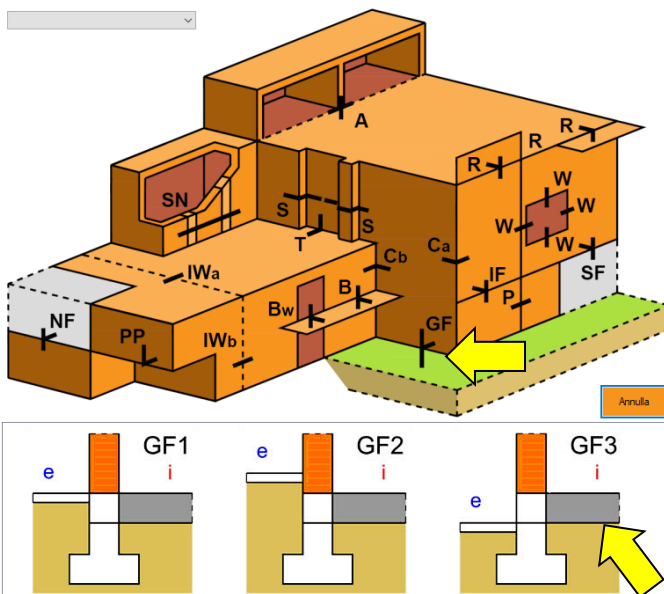 A
R
R
R
SN
W
W
W
W
S
S
T
Ca
Cb
IWa
IF
SF
B
P
Bw
NF
GF
PP
IWb
Annulla
GF1 GF2 GF3
e i e i e i